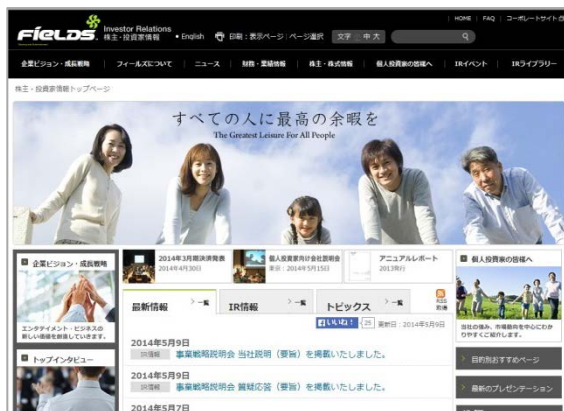 FIELDS
Investor Relations
株主・投資家情報
English
印刷：表示ページ｜ページ選択
文字 中 大
HOME | FAQ | コーポレートサイト
企業ビジョン・成長戦略
フィールズについて
ニュース
財務・業績情報
株主・株式情報
個人投資家の皆様へ
IRイベント
IRライブラリー
株主・投資家情報トップページ
すべての人に最高の余暇を
The Greatest Leisure For All People
企業ビジョン・成長戦略
エンタテイメント・ビジネスの
新しい価値を創造していきます。
トップインタビュー
2014年3月期決算発表
2014年4月30日
個人投資家向け会社説明会
東京：2014年5月15日
アニュアルレポート
2013発行
最新情報
一覧
IR情報
一覧
トピックス
一覧
RSS
いいね！
25
更新日：2014年5月9日
2014年5月9日
IR情報
事業戦略説明会 当社説明（要旨）を掲載いたしました。
2014年5月9日
IR情報
事業戦略説明会 質疑応答（要旨）を掲載いたしました。
2014年5月7日
個人投資家の皆様へ
当社の強み、市場動向を中心にわか
りやすくご紹介します。
目的別おすすめページ
最新のプレゼンテーション